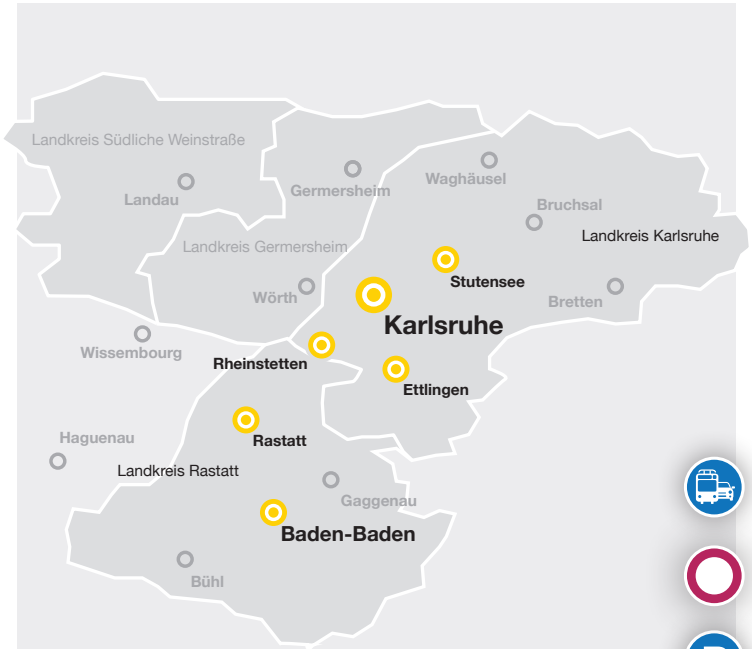 Landkreis Südliche Weinstraße
Landau
Germersheim
Waghäusel
Bruchsal
Landkreis Karlsruhe
Landkreis Germersheim
Stutensee
Wörth
Bretten
Karlsruhe
Wissembourg
Rheinstetten
Ettlingen
Haguenau
Rastatt
Landkreis Rastatt
Gaggenau
Baden-Baden
Bühl